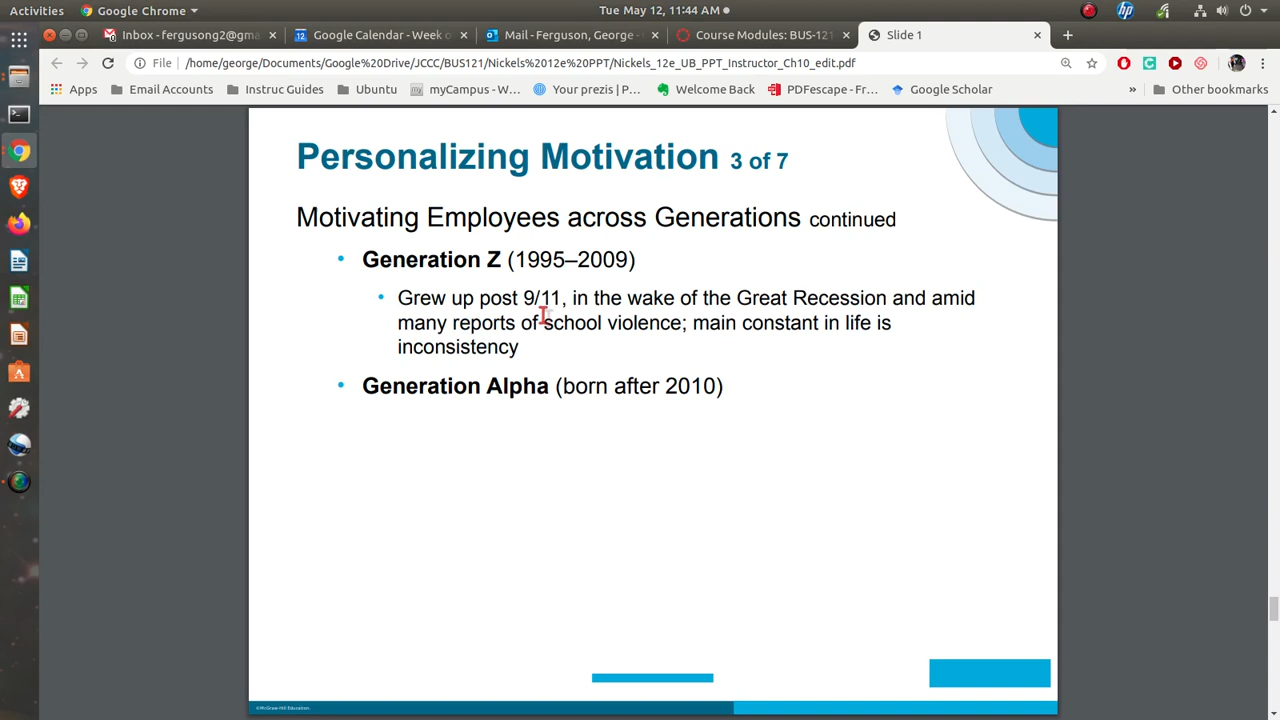 Activities
Google Chrome
Tue May 12, 11:44 AM
Inbox - fergusong2@gma
Google Calendar - Week o
Mail - Ferguson, George -
Course Modules: BUS-121
Slide 1
File
/home/george/Documents/Google%20Drive/JCCC/BUS121/Nickels%2012e%20PPT/Nickels_12e_UB_PPT_Instructor_Ch10_edit.pdf
Apps
Email Accounts
Instruc Guides
Ubuntu
myCampus - W...
Your prezis | P...
Welcome Back
PDFescape - Fr...
Google Scholar
»
Other bookmarks
Personalizing Motivation 3 of 7
Motivating Employees across Generations continued
• Generation Z (1995–2009)
• Grew up post 9/11, in the wake of the Great Recession and amid
many reports of school violence; main constant in life is
inconsistency
• Generation Alpha (born after 2010)
©McGraw-Hill Education.